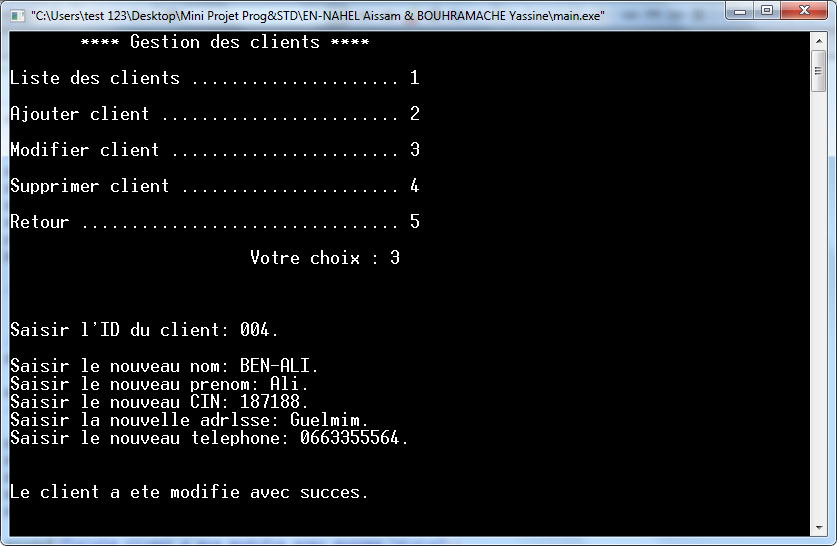 "C:\Users\test 123\Desktop\Mini Projet Prog&STD\EN-NAHEL Aissam & BOUHRAMACHE Yassine\main.exe"
**** Gestion des clients ****
Liste des clients ..................... 1
Ajouter client ........................ 2
Modifier client ....................... 3
Supprimer client ...................... 4
Retour ................................ 5
Votre choix : 3
Saisir l'ID du client: 004.
Saisir le nouveau nom: BEN-ALI.
Saisir le nouveau prenom: Ali.
Saisir le nouveau CIN: 187188.
Saisir la nouvelle adrlsse: Guelmim.
Saisir le nouveau telephone: 0663355564.
Le client a ete modifie avec succes.